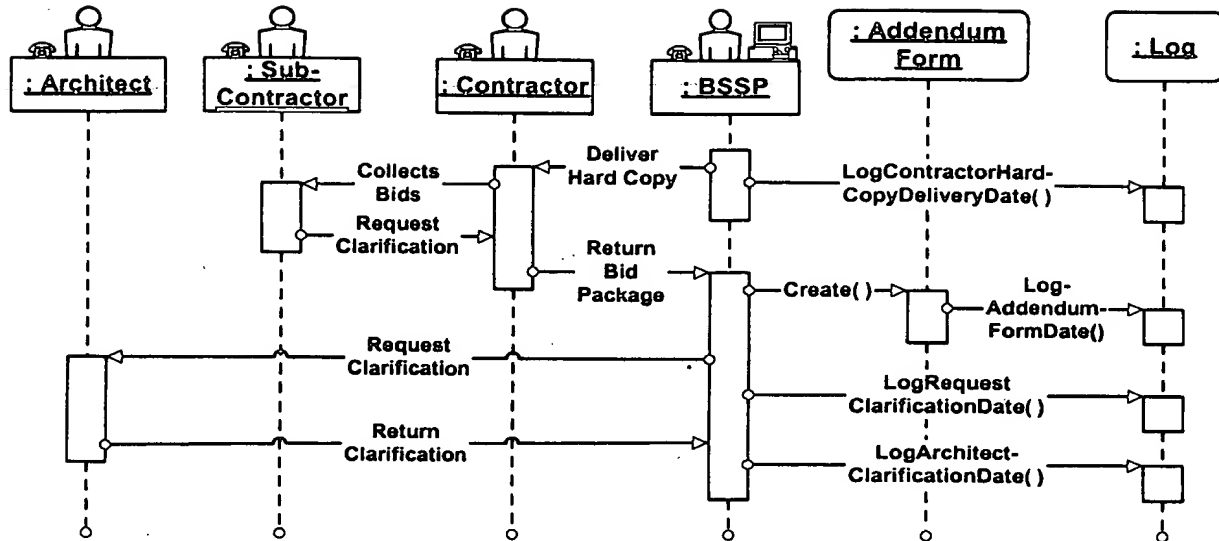 : Architect
: Sub-
Contractor
: Contractor
: BSSP
: Addendum
Form
: Log
Deliver
Hard Copy
Collects
Bids
LogContractorHard-
CopyDeliveryDate( )
Request
Clarification
Return
Bid
Package
Create( )
Log-
Addendum-
FormDate()
Request
Clarification
LogRequest
ClarificationDate( )
Return
Clarification
LogArchitect-
ClarificationDate( )